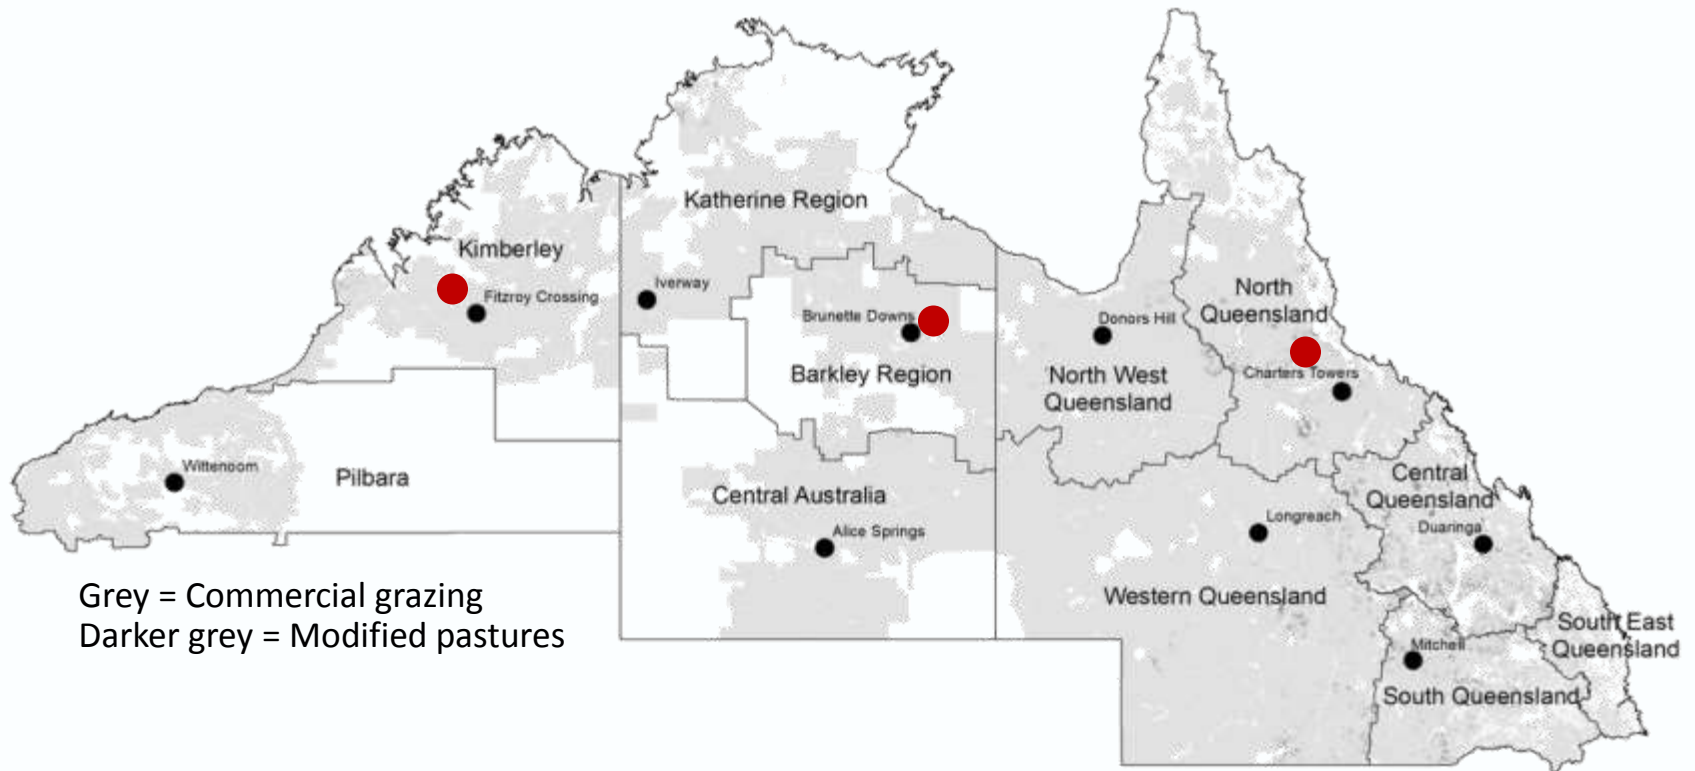 Katherine Region
Kimberley
Fitzroy Crossing
Iverway
Brunette Downs
Barkley Region
Donors Hill
North West
Queensland
North
Queensland
Charters Towers
Wittenoom
Pilbara
Central Australia
Alice Springs
Longreach
Western Queensland
Central
Queensland
Duaringa
South East
Queensland
Mitchell
South Queensland
Grey = Commercial grazing
Darker grey = Modified pastures